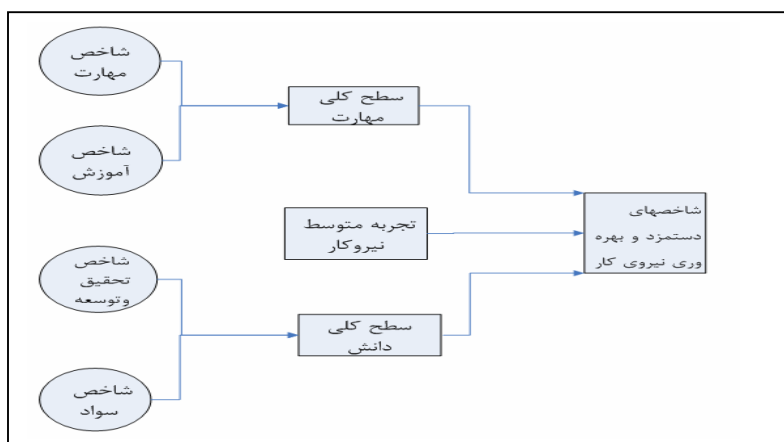 شاخص
مهارت
سطح کلی
مهارت
شاخص
آموزش
شاخصهای
دستمزد و بهره
وری نیروی کار
تجربه متوسط
نیروکار
شاخص
تحقیق
وتوسعه
سطح کلی
دانش
شاخص
سواد